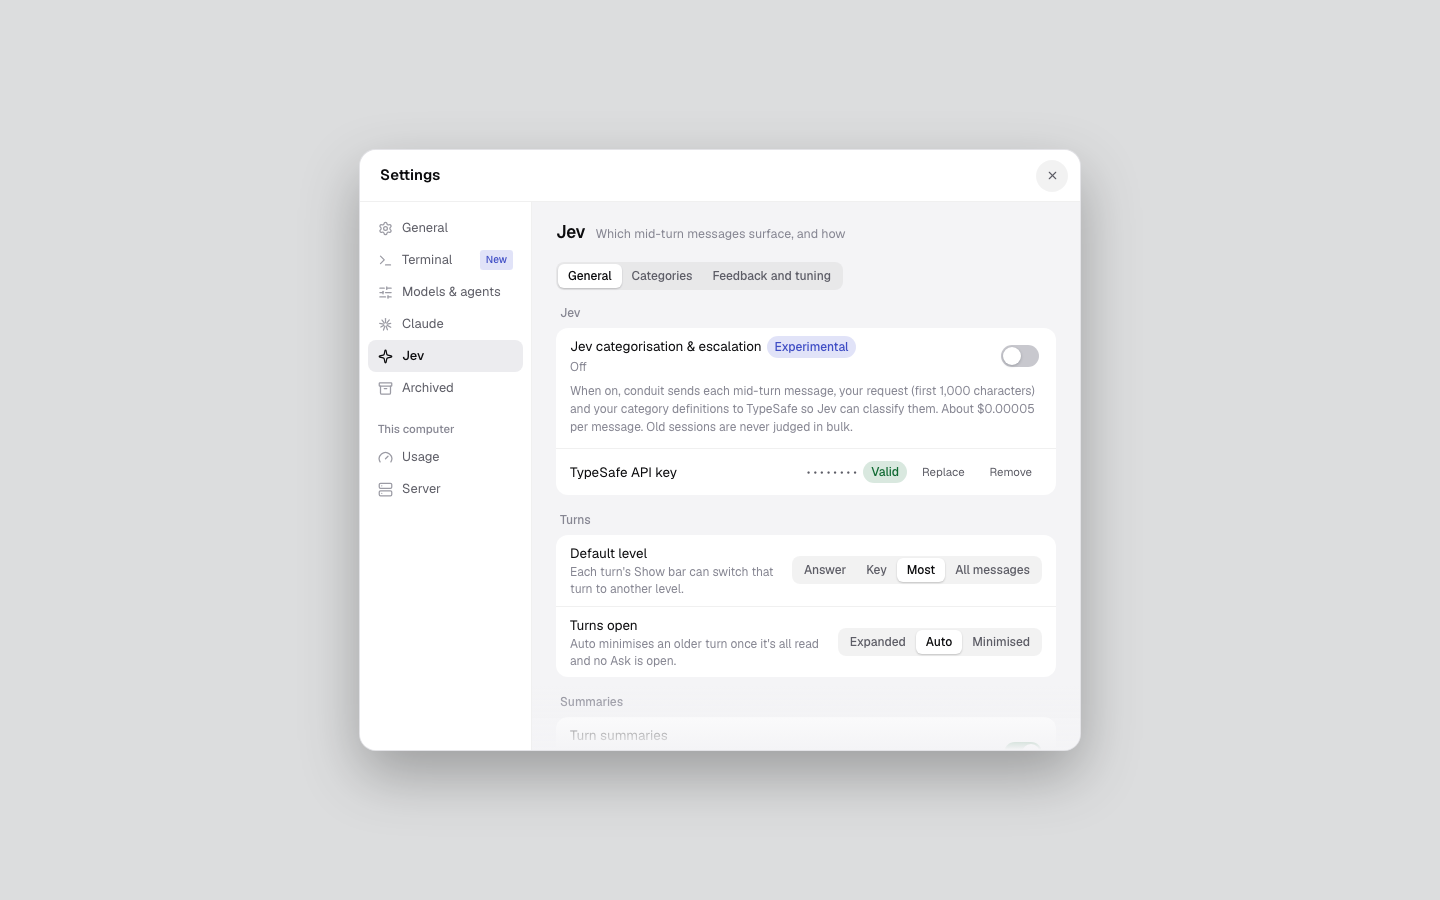 Settings
General
Terminal
New
Models & agents
Claude
Jev
Archived
This computer
Usage
Server
Jev
Which mid-turn messages surface, and how
General
Categories
Feedback and tuning
Jev
Jev categorisation & escalation
Experimental
Off
When on, conduit sends each mid-turn message, your request (first 1,000 characters)
and your category definitions to TypeSafe so Jev can classify them. About $0.00005
per message. Old sessions are never judged in bulk.
TypeSafe API key
Valid
Replace
Remove
Turns
Default level
Each turn's Show bar can switch that
turn to another level.
Answer
Key
Most
All messages
Turns open
Auto minimises an older turn once it's all read
and no Ask is open.
Expanded
Auto
Minimised
Summaries
Turn summaries